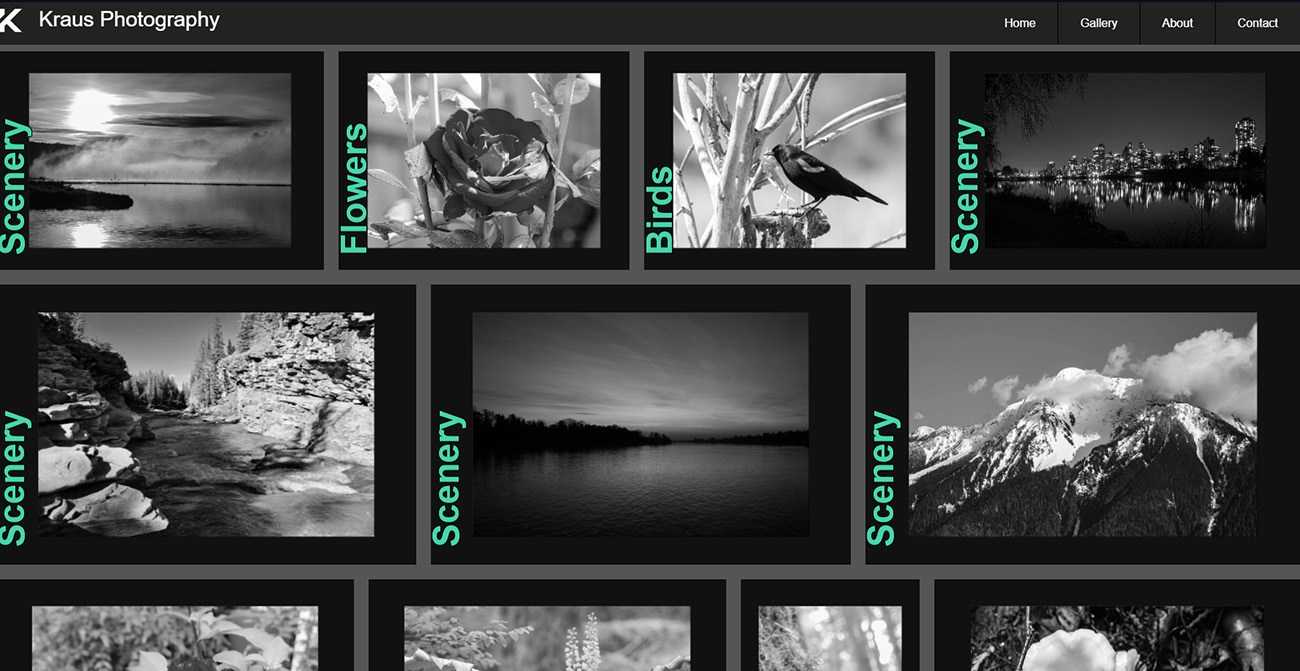 K Kraus Photography
Home Gallery About Contact
Scenery
Flowers
Birds
Scenery
Scenery
Scenery
Scenery